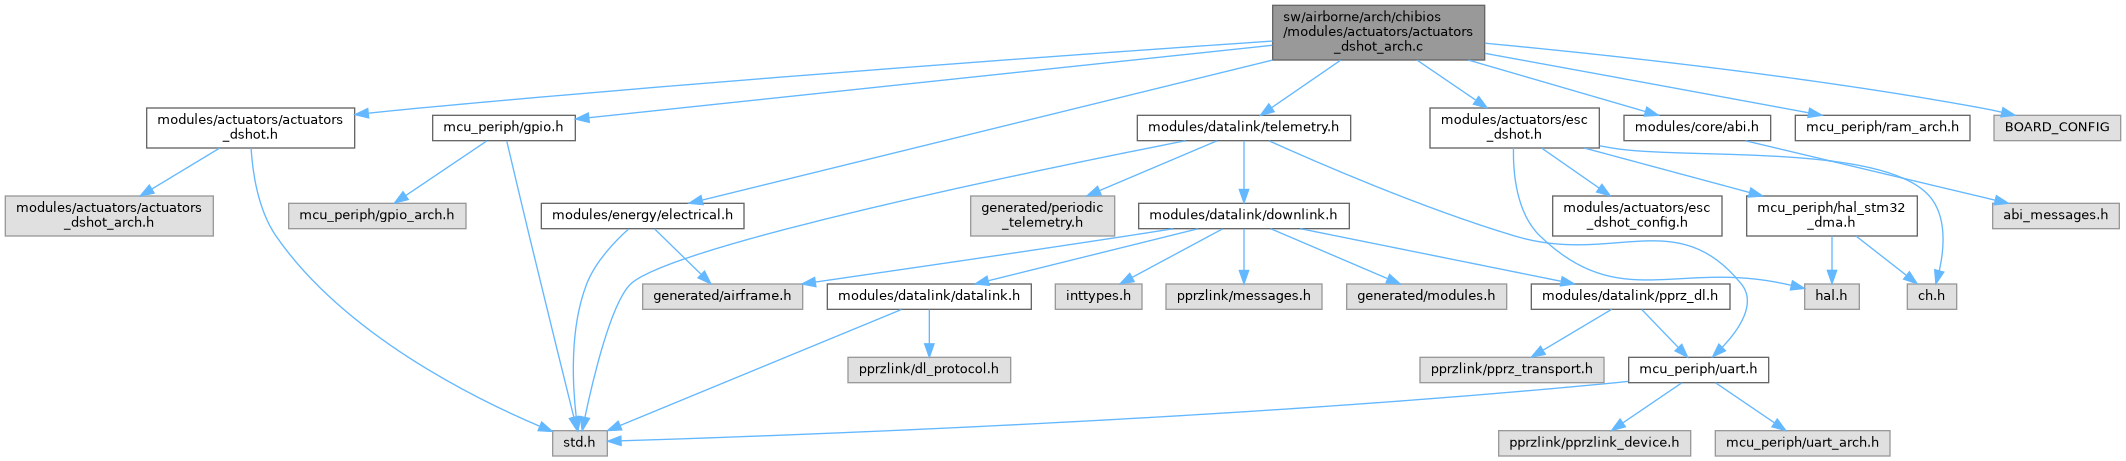 sw/airborne/arch/chibios
/modules/actuators/actuators
_dshot_arch.c
modules/actuators/actuators
_dshot.h
mcu_periph/gpio.h
modules/datalink/telemetry.h
modules/actuators/esc
_dshot.h
modules/core/abi.h
mcu_periph/ram_arch.h
BOARD_CONFIG
modules/actuators/actuators
_dshot_arch.h
mcu_periph/gpio_arch.h
modules/energy/electrical.h
generated/periodic
_telemetry.h
modules/datalink/downlink.h
modules/actuators/esc
_dshot_config.h
mcu_periph/hal_stm32
_dma.h
abi_messages.h
generated/airframe.h
modules/datalink/datalink.h
inttypes.h
pprzlink/messages.h
generated/modules.h
modules/datalink/pprz_dl.h
hal.h
ch.h
pprzlink/dl_protocol.h
pprzlink/pprz_transport.h
mcu_periph/uart.h
std.h
pprzlink/pprzlink_device.h
mcu_periph/uart_arch.h